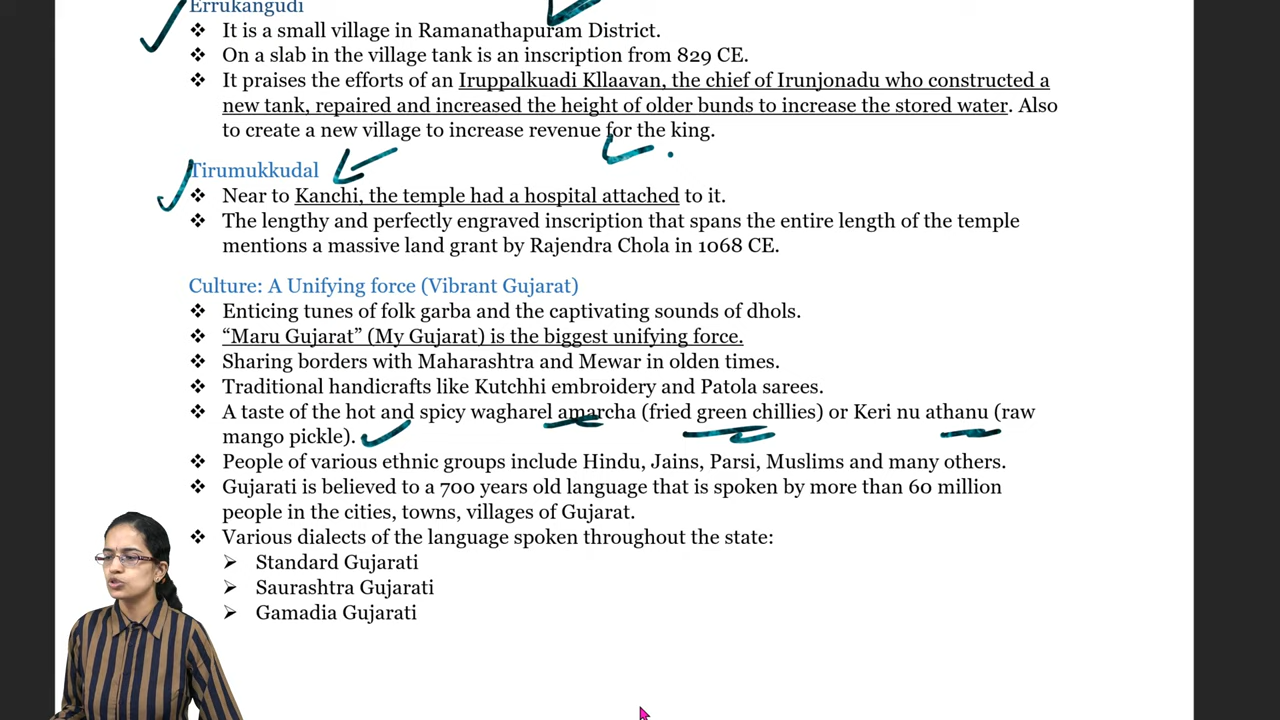 Errukangudi
❖ It is a small village in Ramanathapuram District.
❖ On a slab in the village tank is an inscription from 829 CE.
❖ It praises the efforts of an Iruppalkuadi Kllaavan, the chief of Irunjonadu who constructed a
new tank, repaired and increased the height of older bunds to increase the stored water. Also
to create a new village to increase revenue for the king.
Tirumukkudal
❖ Near to Kanchi, the temple had a hospital attached to it.
❖ The lengthy and perfectly engraved inscription that spans the entire length of the temple
mentions a massive land grant by Rajendra Chola in 1068 CE.
Culture: A Unifying force (Vibrant Gujarat)
❖ Enticing tunes of folk garba and the captivating sounds of dhols.
❖ “Maru Gujarat” (My Gujarat) is the biggest unifying force.
❖ Sharing borders with Maharashtra and Mewar in olden times.
❖ Traditional handicrafts like Kutchhi embroidery and Patola sarees.
❖ A taste of the hot and spicy wagharel amarcha (fried green chillies) or Keri nu athanu (raw
mango pickle).
❖ People of various ethnic groups include Hindu, Jains, Parsi, Muslims and many others.
❖ Gujarati is believed to a 700 years old language that is spoken by more than 60 million
people in the cities, towns, villages of Gujarat.
❖ Various dialects of the language spoken throughout the state:
➢ Standard Gujarati
➢ Saurashtra Gujarati
➢ Gamadia Gujarati